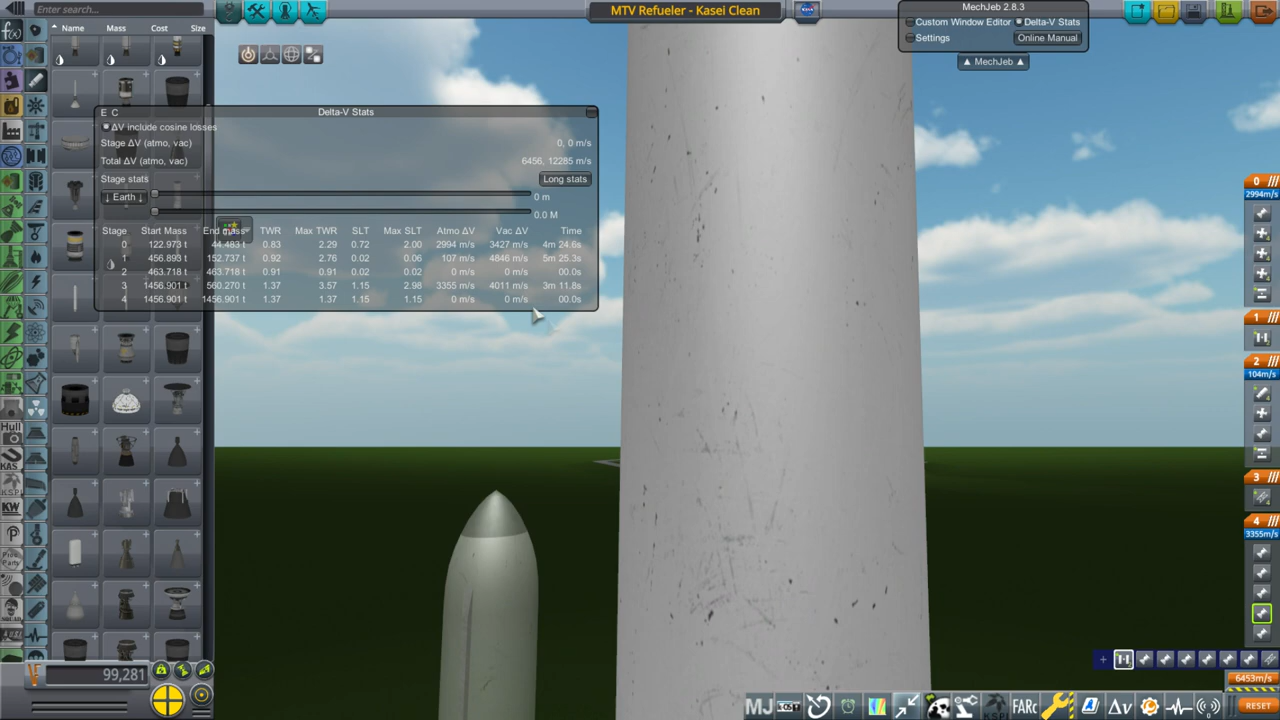 Enter search...
Name Mass Cost Size
MTV Refueler - Kasei Clean
MechJeb 2.8.3
Custom Window Editor Delta-V Stats
Settings Online Manual
▲ MechJeb ▲
E C Delta-V Stats
ΔV include cosine losses
Stage ΔV (atmo, vac) 0, 0 m/s
Total ΔV (atmo, vac) 6456, 12285 m/s
Stage stats Long stats
↓ Earth ↓ 0 m
0.0 M
Stage Start Mass End mass TWR Max TWR SLT Max SLT Atmo ΔV Vac ΔV Time
0 122.973 t 44.483 t 0.83 2.29 0.72 2.00 2994 m/s 3427 m/s 4m 24.6s
1 456.893 t 152.737 t 0.92 2.76 0.02 0.06 107 m/s 4846 m/s 5m 25.3s
2 463.718 t 463.718 t 0.91 0.91 0.02 0.02 0 m/s 0 m/s 00.0s
3 1456.901 t 560.270 t 1.37 3.57 1.15 2.98 3355 m/s 4011 m/s 3m 11.8s
4 1456.901 t 1456.901 t 1.37 1.37 1.15 1.15 0 m/s 0 m/s 00.0s
0
2994m/s
1
2
104m/s
3
4
3355m/s
6453m/s
Hull
KAS
KSPI
KW
99,281
MJ KSPI FARc Δv RESET